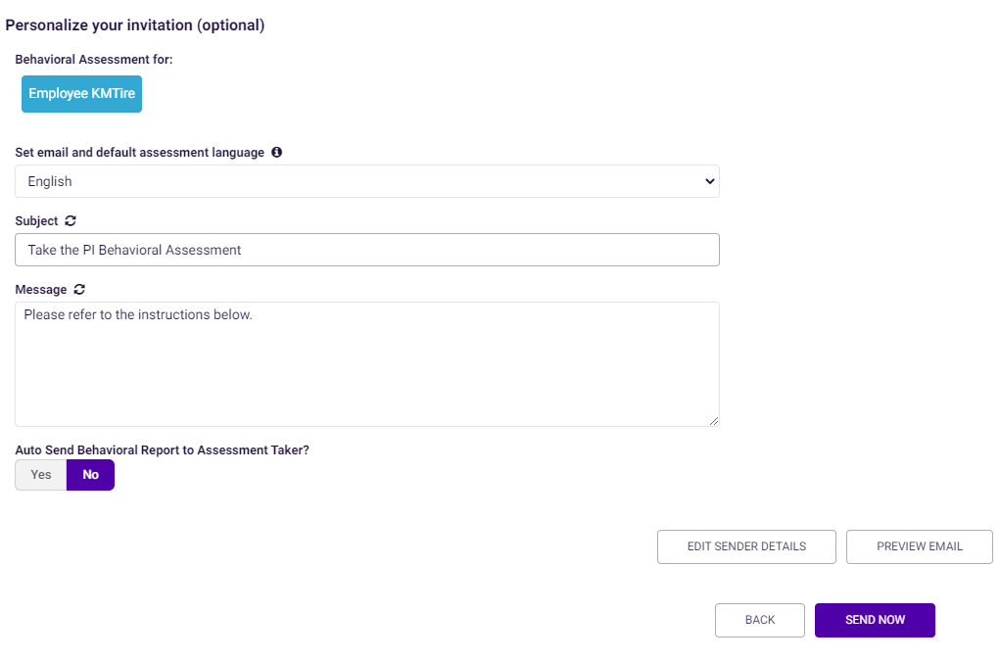 Personalize your invitation (optional)
Behavioral Assessment for:
Employee KMTire
Set email and default assessment language
English
Subject
Take the PI Behavioral Assessment
Message
Please refer to the instructions below.
Auto Send Behavioral Report to Assessment Taker?
Yes No
EDIT SENDER DETAILS PREVIEW EMAIL
BACK SEND NOW